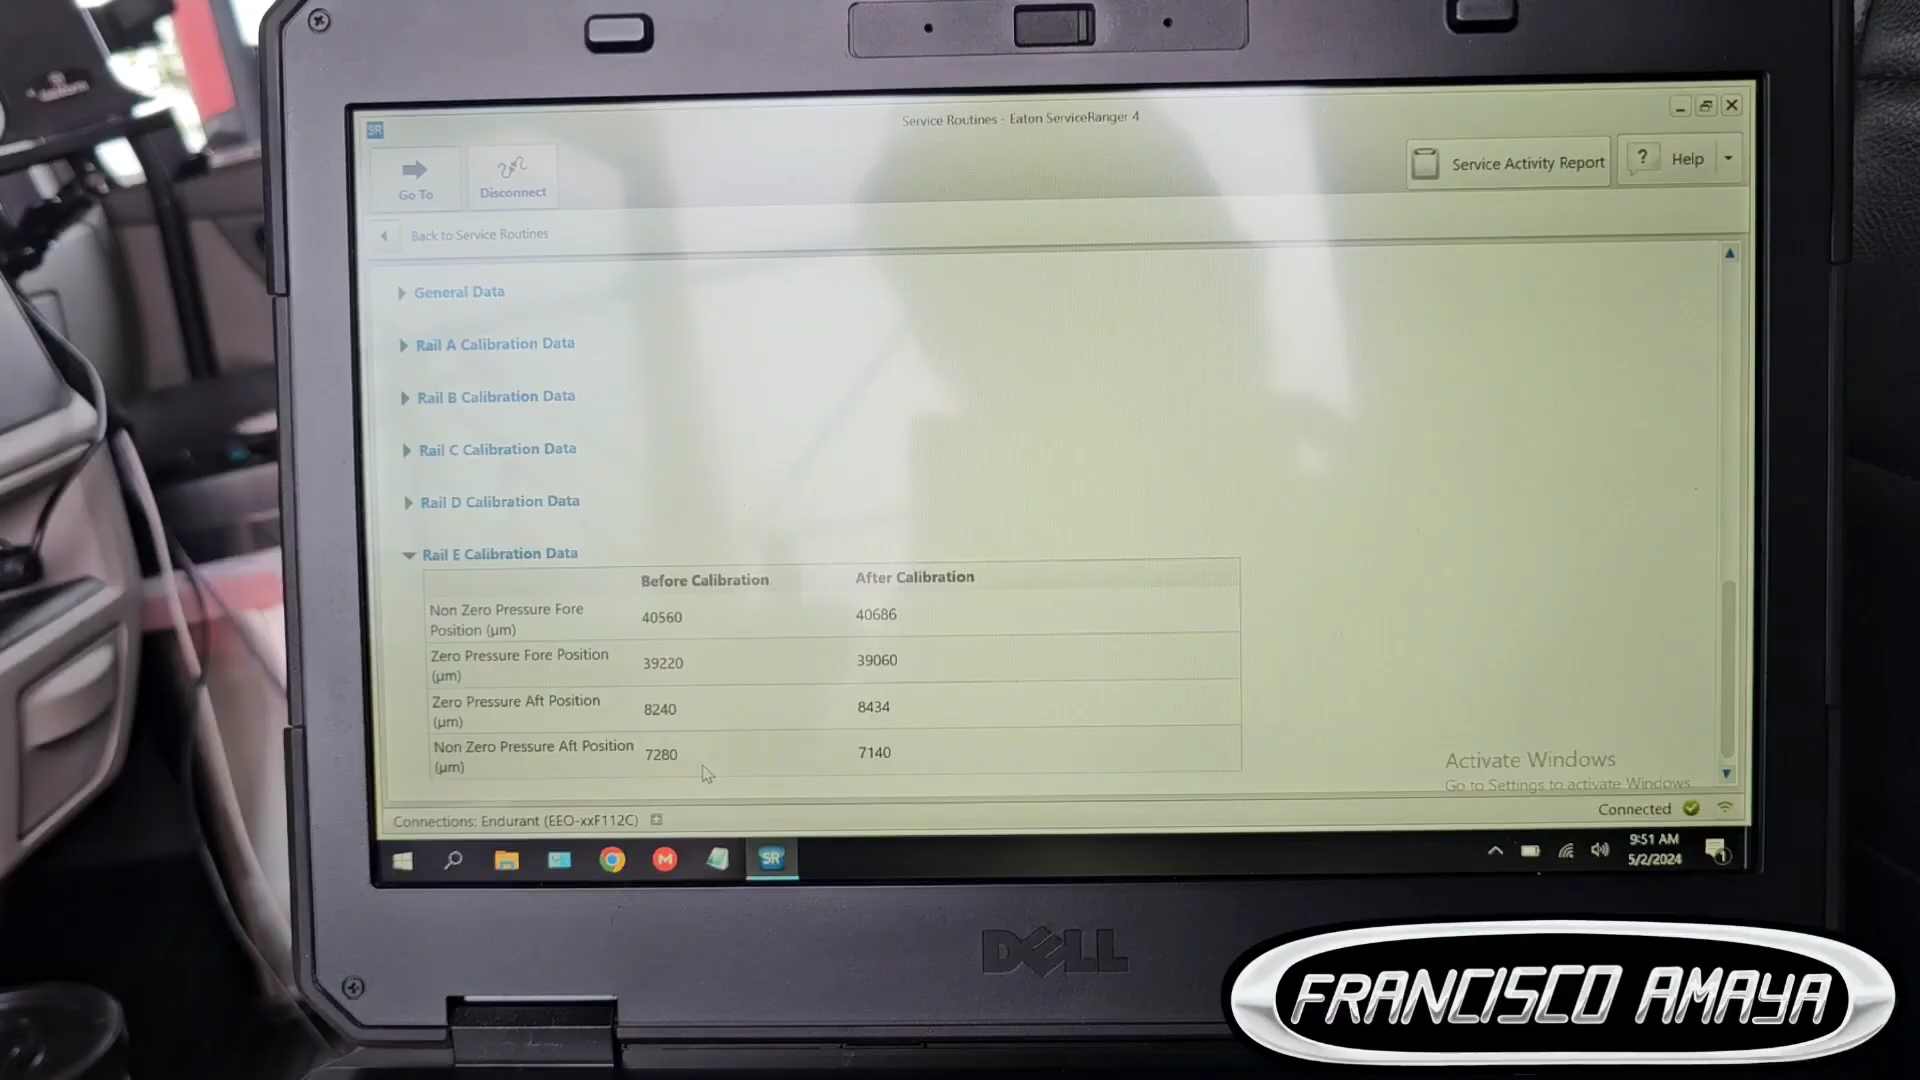 SR
Service Routines - Eaton ServiceRanger 4
Go To
Disconnect
Service Activity Report
? Help
Back to Service Routines
General Data
Rail A Calibration Data
Rail B Calibration Data
Rail C Calibration Data
Rail D Calibration Data
Rail E Calibration Data
Before Calibration After Calibration
Non Zero Pressure Fore
Position (µm)
40560 40686
Zero Pressure Fore Position
(µm)
39220 39060
Zero Pressure Aft Position
(µm)
8240 8434
Non Zero Pressure Aft Position
(µm)
7280 7140
Activate Windows
Go to Settings to activate Windows.
Connected
Connections: Endurant (EEO-xxF112C)
M
SR
9:51 AM
5/2/2024
1
DELL
FRANCISCO AMAYA